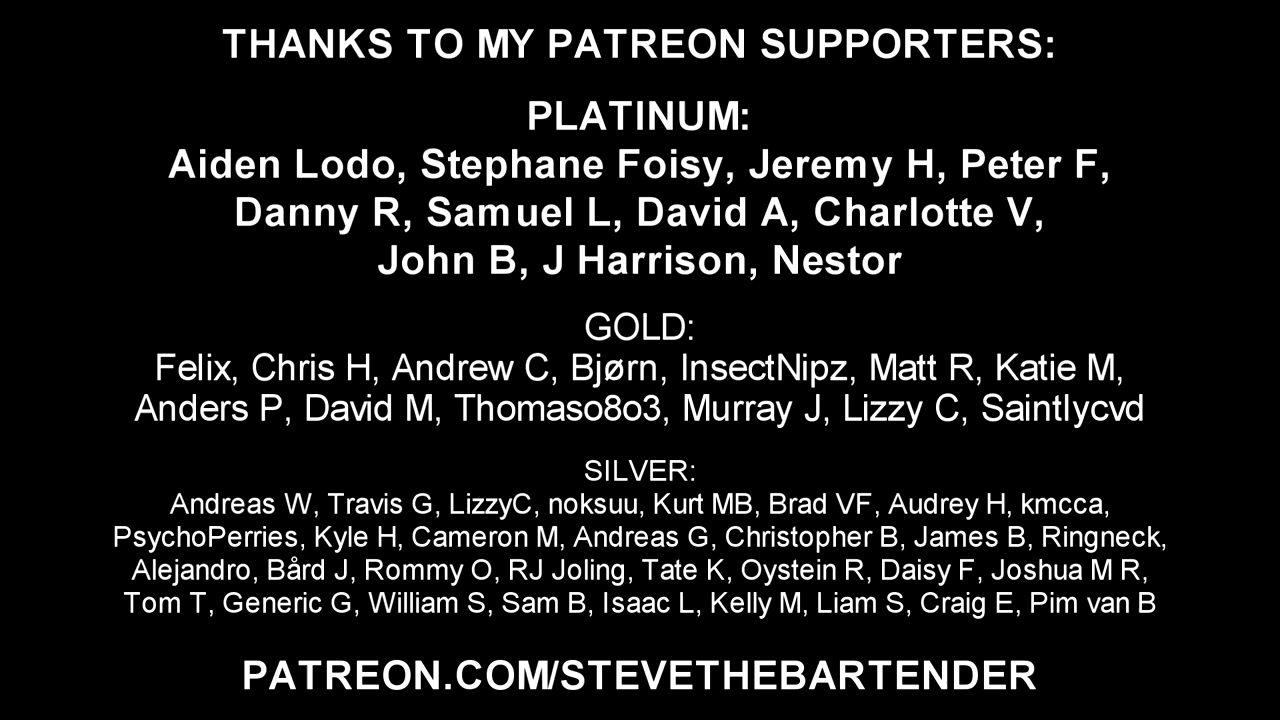 THANKS TO MY PATREON SUPPORTERS:
PLATINUM:
Aiden Lodo, Stephane Foisy, Jeremy H, Peter F,
Danny R, Samuel L, David A, Charlotte V,
John B, J Harrison, Nestor
GOLD:
Felix, Chris H, Andrew C, Bjørn, InsectNipz, Matt R, Katie M,
Anders P, David M, Thomaso8o3, Murray J, Lizzy C, Saintlycvd
SILVER:
Andreas W, Travis G, LizzyC, noksuu, Kurt MB, Brad VF, Audrey H, kmcca,
PsychoPerries, Kyle H, Cameron M, Andreas G, Christopher B, James B, Ringneck,
Alejandro, Bård J, Rommy O, RJ Joling, Tate K, Oystein R, Daisy F, Joshua M R,
Tom T, Generic G, William S, Sam B, Isaac L, Kelly M, Liam S, Craig E, Pim van B
PATREON.COM/STEVETHEBARTENDER